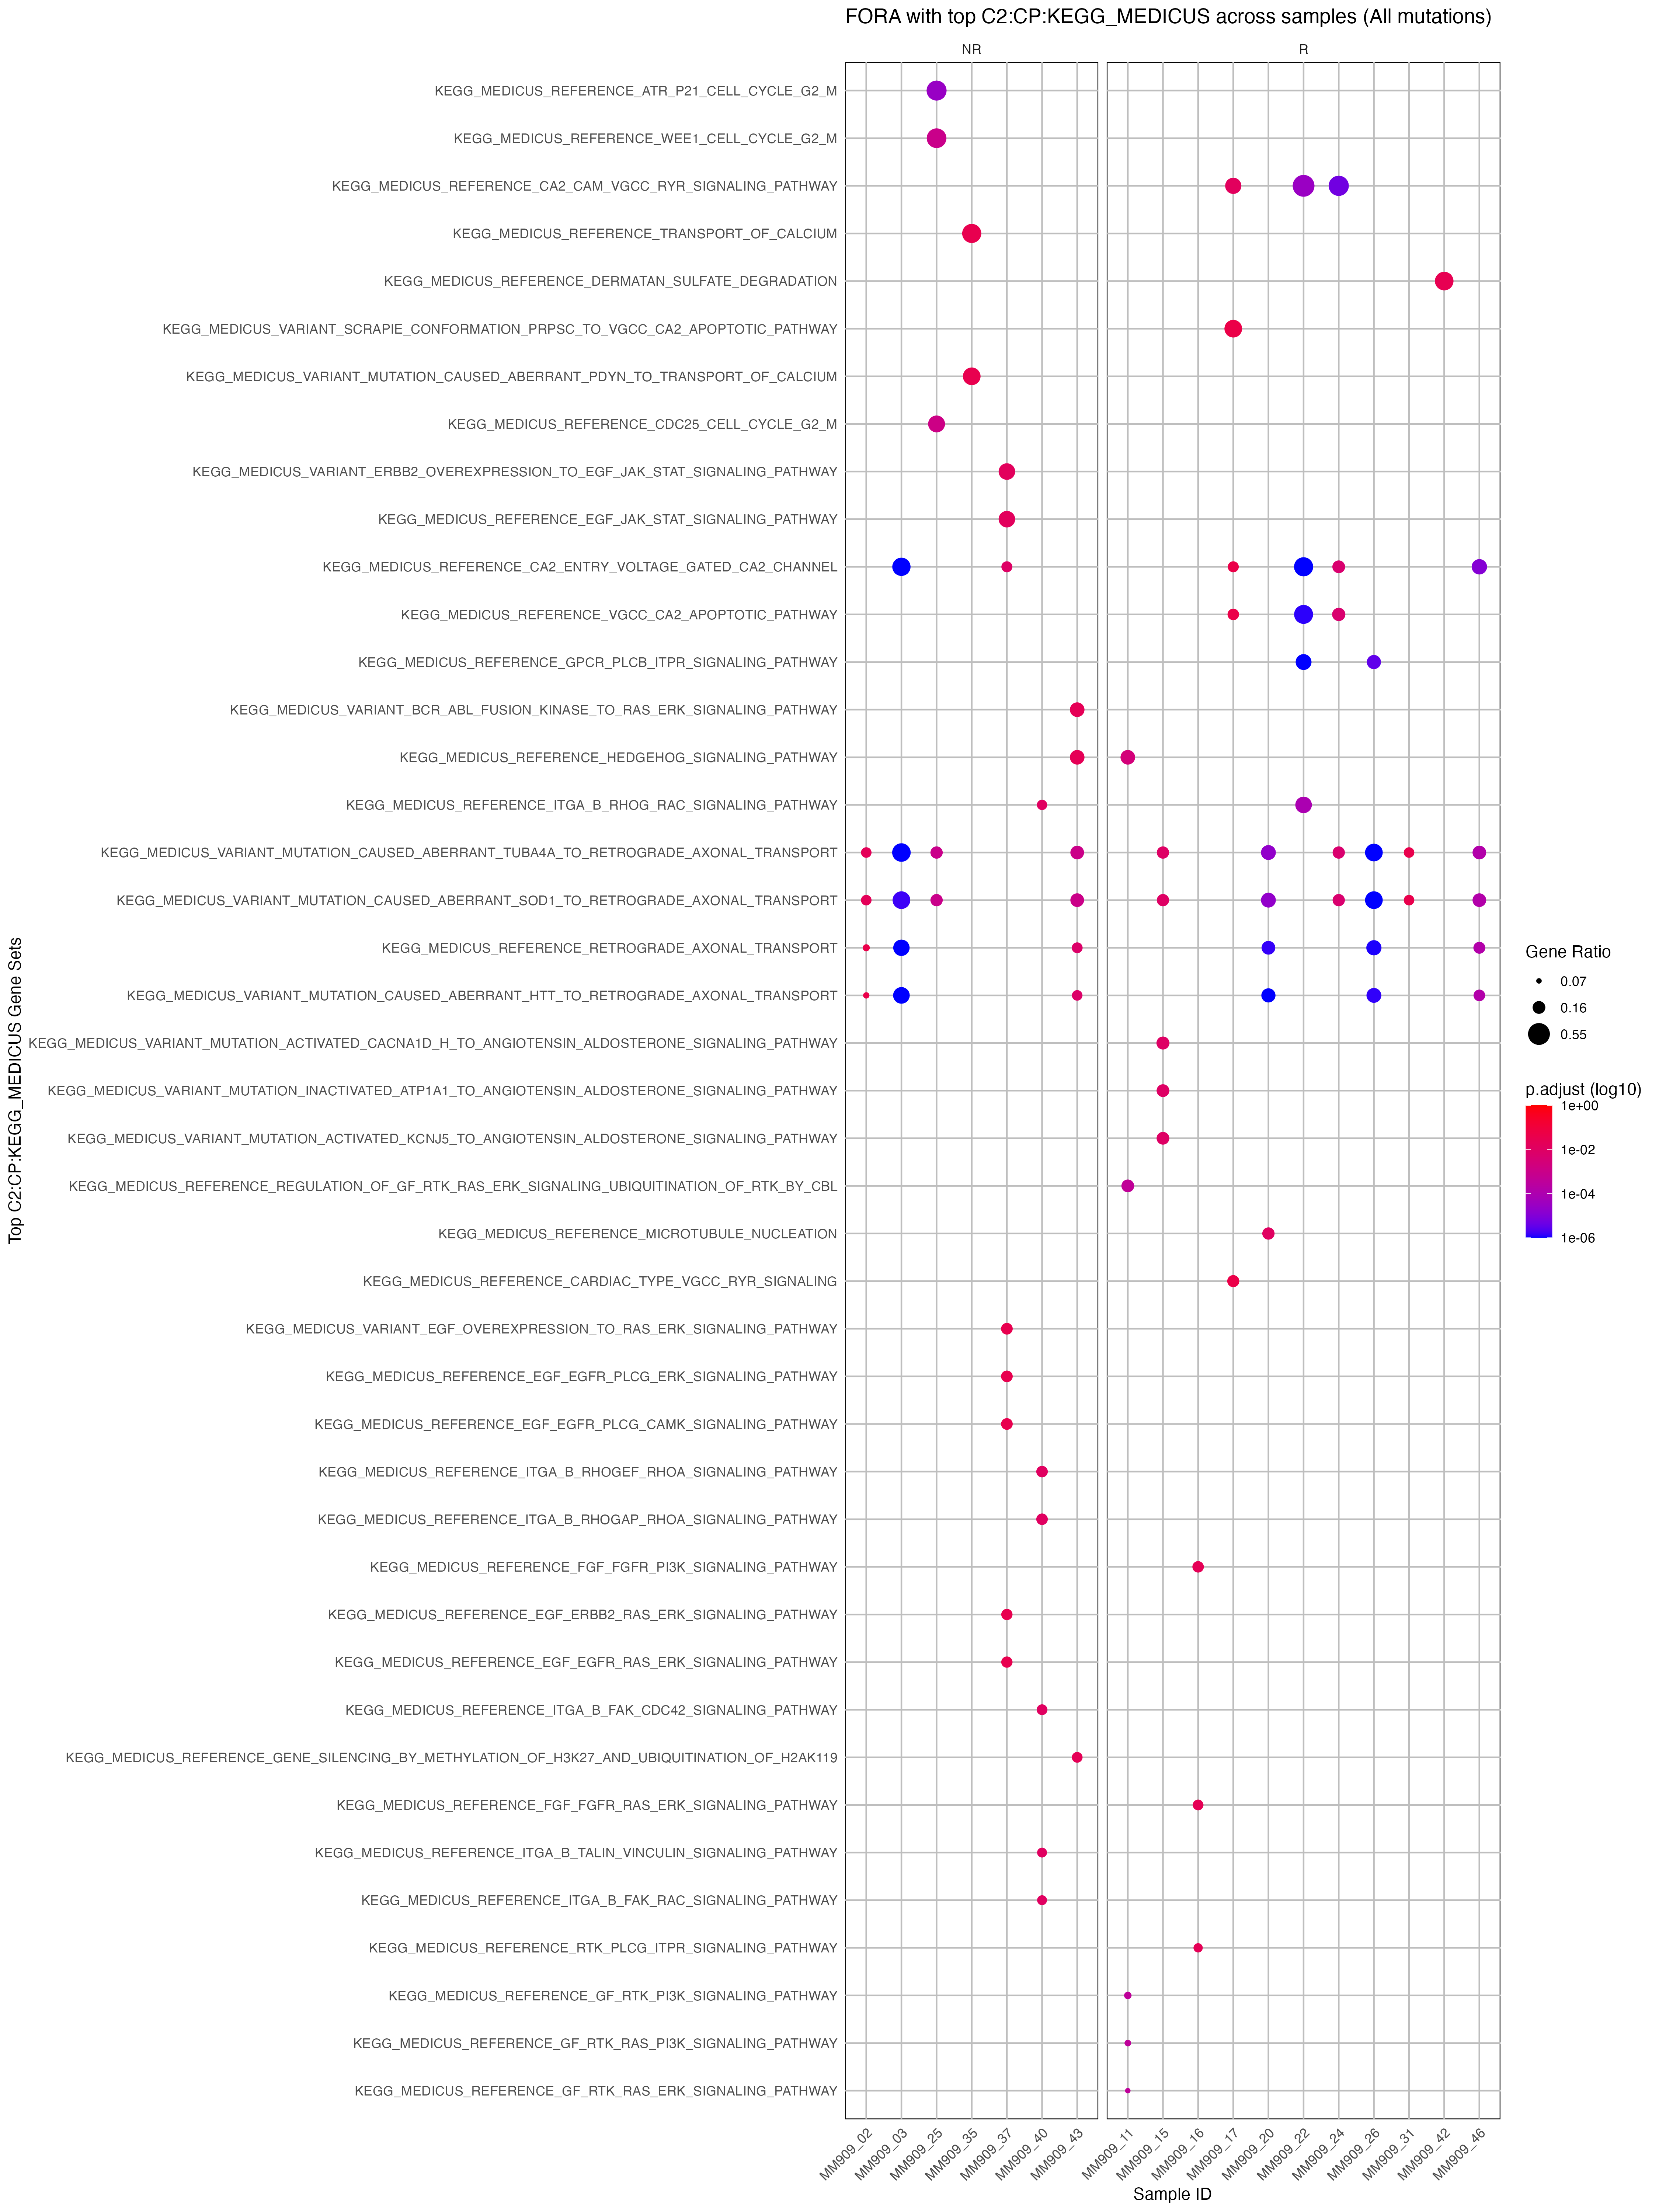 FORA with top C2:CP:KEGG_MEDICUS across samples (All mutations)
NR
R
KEGG_MEDICUS_REFERENCE_ATR_P21_CELL_CYCLE_G2_M
KEGG_MEDICUS_REFERENCE_WEE1_CELL_CYCLE_G2_M
KEGG_MEDICUS_REFERENCE_CA2_CAM_VGCC_RYR_SIGNALING_PATHWAY
KEGG_MEDICUS_REFERENCE_TRANSPORT_OF_CALCIUM
KEGG_MEDICUS_REFERENCE_DERMATAN_SULFATE_DEGRADATION
KEGG_MEDICUS_VARIANT_SCRAPIE_CONFORMATION_PRPSC_TO_VGCC_CA2_APOPTOTIC_PATHWAY
KEGG_MEDICUS_VARIANT_MUTATION_CAUSED_ABERRANT_PDYN_TO_TRANSPORT_OF_CALCIUM
KEGG_MEDICUS_REFERENCE_CDC25_CELL_CYCLE_G2_M
KEGG_MEDICUS_VARIANT_ERBB2_OVEREXPRESSION_TO_EGF_JAK_STAT_SIGNALING_PATHWAY
KEGG_MEDICUS_REFERENCE_EGF_JAK_STAT_SIGNALING_PATHWAY
KEGG_MEDICUS_REFERENCE_CA2_ENTRY_VOLTAGE_GATED_CA2_CHANNEL
KEGG_MEDICUS_REFERENCE_VGCC_CA2_APOPTOTIC_PATHWAY
KEGG_MEDICUS_REFERENCE_GPCR_PLCB_ITPR_SIGNALING_PATHWAY
KEGG_MEDICUS_VARIANT_BCR_ABL_FUSION_KINASE_TO_RAS_ERK_SIGNALING_PATHWAY
KEGG_MEDICUS_REFERENCE_HEDGEHOG_SIGNALING_PATHWAY
KEGG_MEDICUS_REFERENCE_ITGA_B_RHOG_RAC_SIGNALING_PATHWAY
KEGG_MEDICUS_VARIANT_MUTATION_CAUSED_ABERRANT_TUBA4A_TO_RETROGRADE_AXONAL_TRANSPORT
KEGG_MEDICUS_VARIANT_MUTATION_CAUSED_ABERRANT_SOD1_TO_RETROGRADE_AXONAL_TRANSPORT
KEGG_MEDICUS_REFERENCE_RETROGRADE_AXONAL_TRANSPORT
KEGG_MEDICUS_VARIANT_MUTATION_CAUSED_ABERRANT_HTT_TO_RETROGRADE_AXONAL_TRANSPORT
KEGG_MEDICUS_VARIANT_MUTATION_ACTIVATED_CACNA1D_H_TO_ANGIOTENSIN_ALDOSTERONE_SIGNALING_PATHWAY
KEGG_MEDICUS_VARIANT_MUTATION_INACTIVATED_ATP1A1_TO_ANGIOTENSIN_ALDOSTERONE_SIGNALING_PATHWAY
KEGG_MEDICUS_VARIANT_MUTATION_ACTIVATED_KCNJ5_TO_ANGIOTENSIN_ALDOSTERONE_SIGNALING_PATHWAY
KEGG_MEDICUS_REFERENCE_REGULATION_OF_GF_RTK_RAS_ERK_SIGNALING_UBIQUITINATION_OF_RTK_BY_CBL
KEGG_MEDICUS_REFERENCE_MICROTUBULE_NUCLEATION
KEGG_MEDICUS_REFERENCE_CARDIAC_TYPE_VGCC_RYR_SIGNALING
KEGG_MEDICUS_VARIANT_EGF_OVEREXPRESSION_TO_RAS_ERK_SIGNALING_PATHWAY
KEGG_MEDICUS_REFERENCE_EGF_EGFR_PLCG_ERK_SIGNALING_PATHWAY
KEGG_MEDICUS_REFERENCE_EGF_EGFR_PLCG_CAMK_SIGNALING_PATHWAY
KEGG_MEDICUS_REFERENCE_ITGA_B_RHOGEF_RHOA_SIGNALING_PATHWAY
KEGG_MEDICUS_REFERENCE_ITGA_B_RHOGAP_RHOA_SIGNALING_PATHWAY
KEGG_MEDICUS_REFERENCE_FGF_FGFR_PI3K_SIGNALING_PATHWAY
KEGG_MEDICUS_REFERENCE_EGF_ERBB2_RAS_ERK_SIGNALING_PATHWAY
KEGG_MEDICUS_REFERENCE_EGF_EGFR_RAS_ERK_SIGNALING_PATHWAY
KEGG_MEDICUS_REFERENCE_ITGA_B_FAK_CDC42_SIGNALING_PATHWAY
KEGG_MEDICUS_REFERENCE_GENE_SILENCING_BY_METHYLATION_OF_H3K27_AND_UBIQUITINATION_OF_H2AK119
KEGG_MEDICUS_REFERENCE_FGF_FGFR_RAS_ERK_SIGNALING_PATHWAY
KEGG_MEDICUS_REFERENCE_ITGA_B_TALIN_VINCULIN_SIGNALING_PATHWAY
KEGG_MEDICUS_REFERENCE_ITGA_B_FAK_RAC_SIGNALING_PATHWAY
KEGG_MEDICUS_REFERENCE_RTK_PLCG_ITPR_SIGNALING_PATHWAY
KEGG_MEDICUS_REFERENCE_GF_RTK_PI3K_SIGNALING_PATHWAY
KEGG_MEDICUS_REFERENCE_GF_RTK_RAS_PI3K_SIGNALING_PATHWAY
KEGG_MEDICUS_REFERENCE_GF_RTK_RAS_ERK_SIGNALING_PATHWAY
Top C2:CP:KEGG_MEDICUS Gene Sets
MM909_02
MM909_03
MM909_25
MM909_35
MM909_37
MM909_40
MM909_43
MM909_11
MM909_15
MM909_16
MM909_17
MM909_20
MM909_22
MM909_24
MM909_26
MM909_31
MM909_42
MM909_46
Sample ID
Gene Ratio
0.07
0.16
0.55
p.adjust (log10)
1e+00
1e-02
1e-04
1e-06